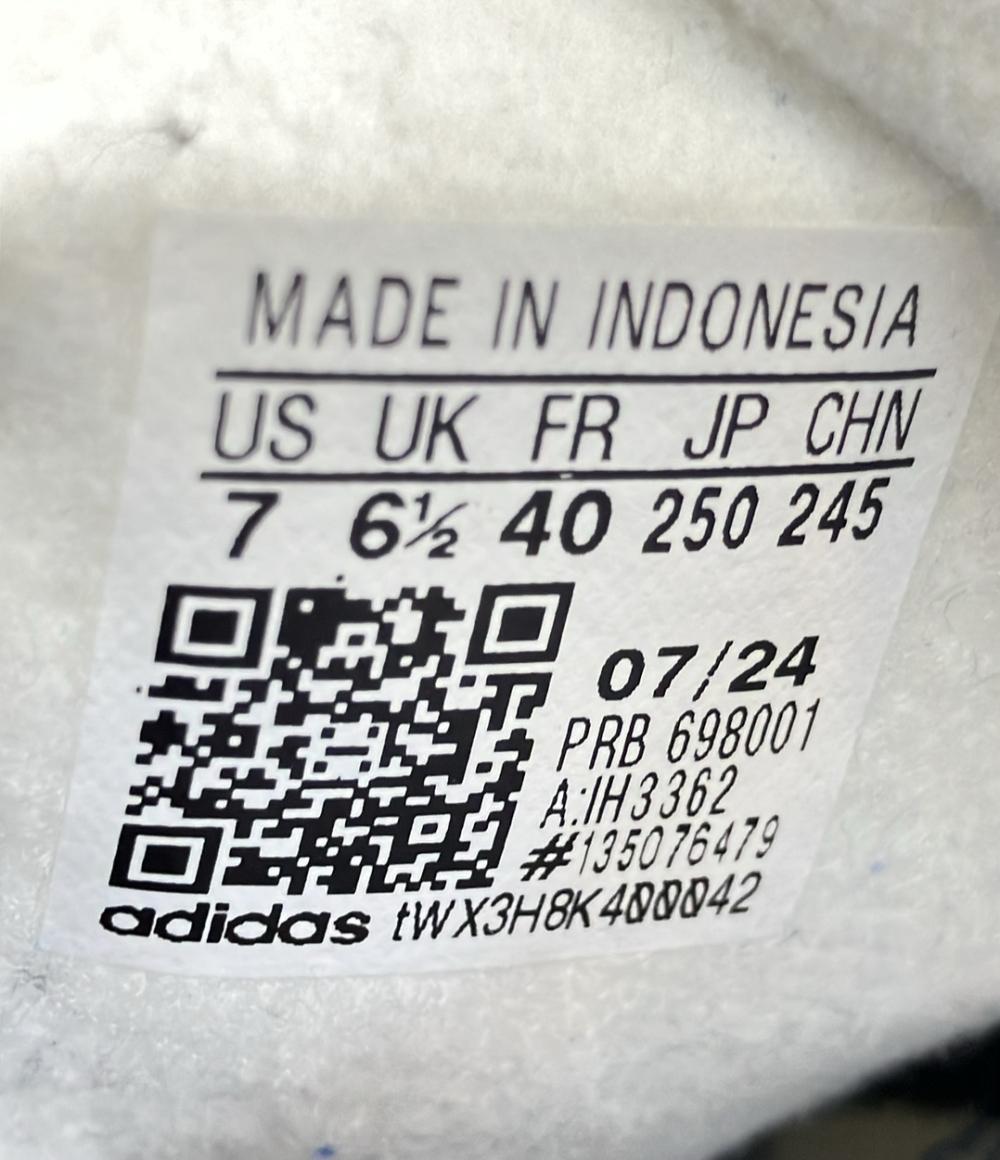 MADE IN INDONESIA
US UK FR JP CHN
7 6½ 40 250 245
07/24
PRB 698001
A:IH3362
#135076479
adidas tWX3H8K400042